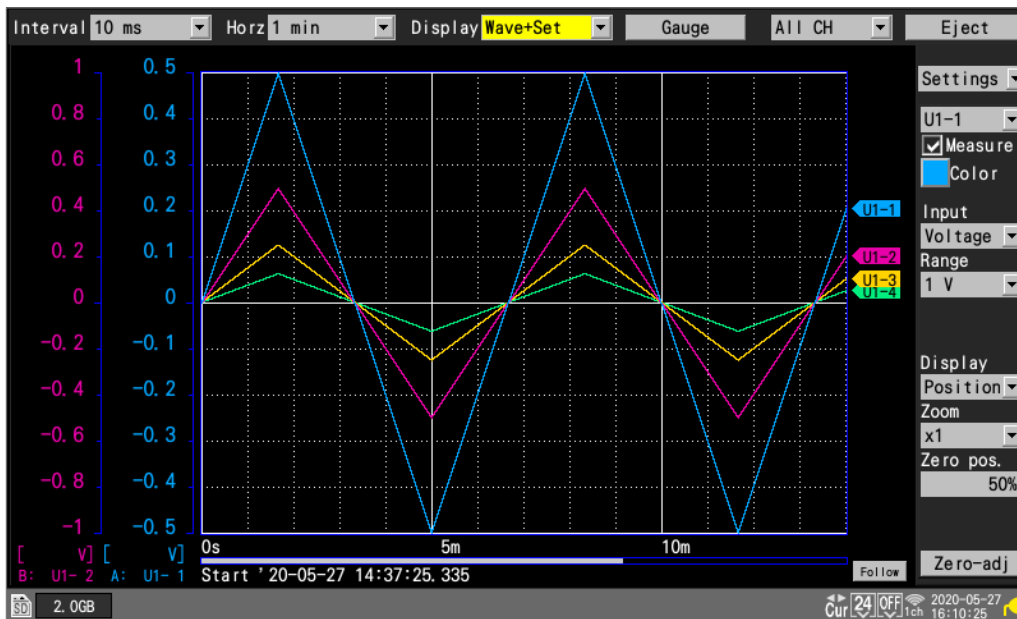 Interval 10 ms Horz 1 min Display Wave+Set Gauge All CH Eject
Settings
U1-1
Measure
Color
Input
Voltage
Range
1 V
Display
Position
Zoom
x1
Zero pos.
50%
Zero-adj
1 0.5
0.8 0.4
0.6 0.3
0.4 0.2
0.2 0.1
0 0
-0.2 -0.1
-0.4 -0.2
-0.6 -0.3
-0.8 -0.4
-1 -0.5
[ V] [ V]
B: U1- 2 A: U1- 1
U1-1
U1-2
U1-3
U1-4
0s 5m 10m
Start '20-05-27 14:37:25.335
Follow
SD 2.0GB
Cur 24 OFF 1ch 2020-05-27
16:10:25